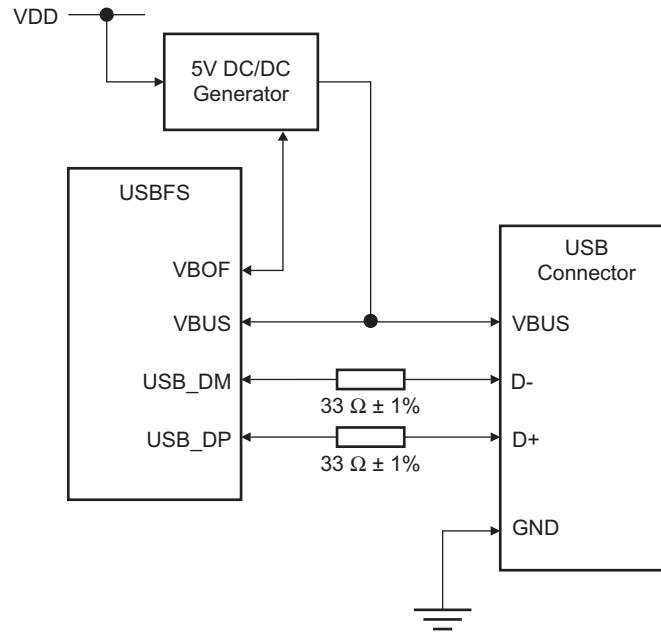 VDD
5V DC/DC
Generator
USBFS
VBOF
VBUS
USB_DM
USB_DP
33 Ω ± 1%
33 Ω ± 1%
USB
Connector
VBUS
D-
D+
GND